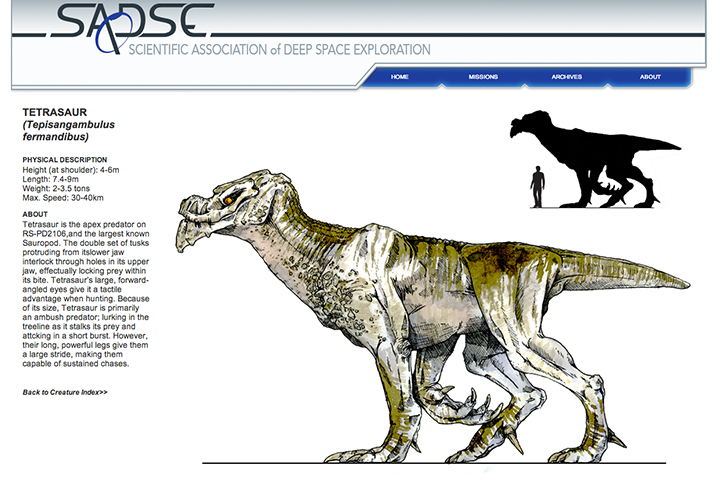 SADSE
SCIENTIFIC ASSOCIATION of DEEP SPACE EXPLORATION
HOME MISSIONS ARCHIVES ABOUT
TETRASAUR
(Tepisangambulus
fermandibus)
PHYSICAL DESCRIPTION
Height (at shoulder): 4-6m
Length: 7.4-9m
Weight: 2-3.5 tons
Max. Speed: 30-40km
ABOUT
Tetrasaur is the apex predator on
RS-PD2106,and the largest known
Sauropod. The double set of tusks
protruding from itslower jaw
interlock through holes in its upper
jaw, effectually locking prey within
its bite. Tetrasaur's large, forward-
angled eyes give it a tactile
advantage when hunting. Because
of its size, Tetrasaur is primarily
an ambush predator; lurking in the
treeline as it stalks its prey and
attcking in a short burst. However,
their long, powerful legs give them
a large stride, making them
capable of sustained chases.
Back to Creature Index>>